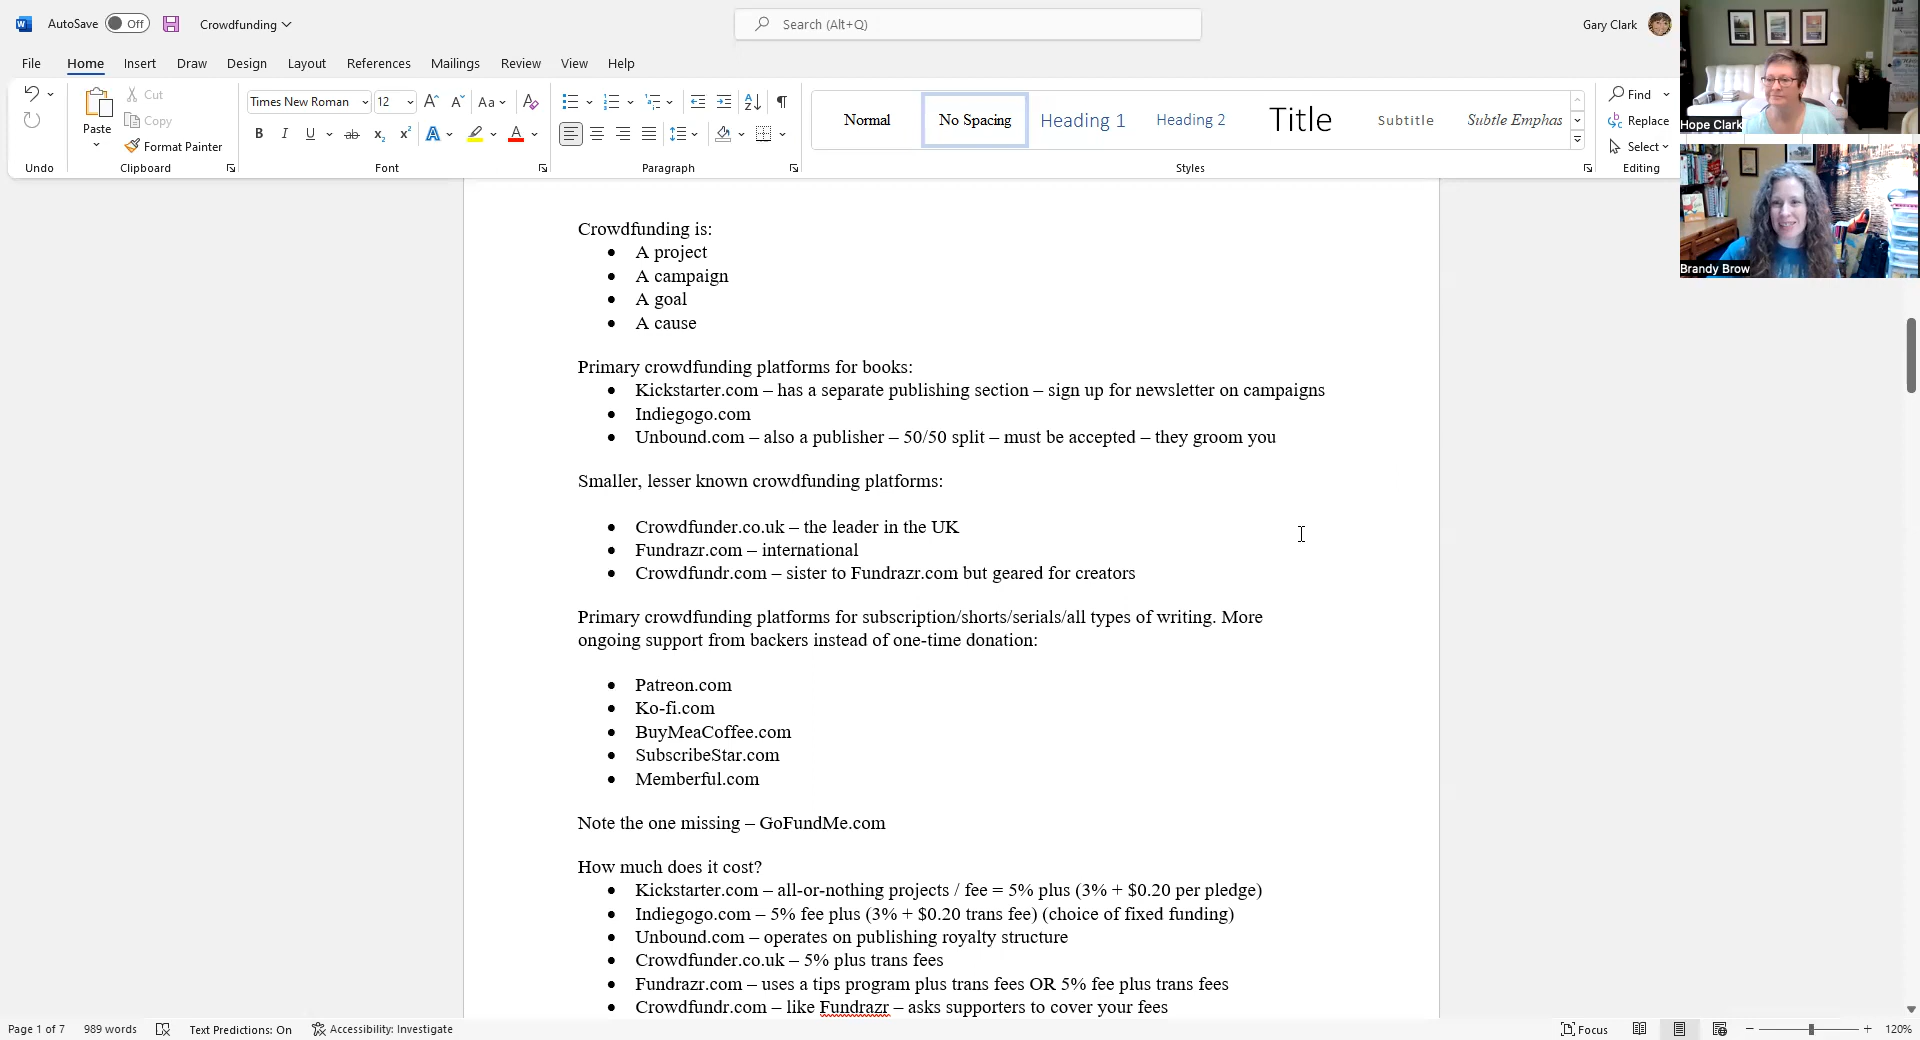 AutoSave Off Crowdfunding Search (Alt+Q) Gary Clark
File Home Insert Draw Design Layout References Mailings Review View Help
Cut
Copy
Paste
Format Painter
Undo Clipboard
Times New Roman 12 Aa
B I U ab x₂ x² A A
Font
Paragraph
Normal No Spacing Heading 1 Heading 2 Title Subtitle Subtle Emphas
Styles
Find
Replace
Select
Editing
Hope Clark
Brandy Brow
Crowdfunding is:
• A project
• A campaign
• A goal
• A cause
Primary crowdfunding platforms for books:
• Kickstarter.com – has a separate publishing section – sign up for newsletter on campaigns
• Indiegogo.com
• Unbound.com – also a publisher – 50/50 split – must be accepted – they groom you
Smaller, lesser known crowdfunding platforms:
• Crowdfunder.co.uk – the leader in the UK
• Fundrazr.com – international
• Crowdfundr.com – sister to Fundrazr.com but geared for creators
Primary crowdfunding platforms for subscription/shorts/serials/all types of writing. More
ongoing support from backers instead of one-time donation:
• Patreon.com
• Ko-fi.com
• BuyMeaCoffee.com
• SubscribeStar.com
• Memberful.com
Note the one missing – GoFundMe.com
How much does it cost?
• Kickstarter.com – all-or-nothing projects / fee = 5% plus (3% + $0.20 per pledge)
• Indiegogo.com – 5% fee plus (3% + $0.20 trans fee) (choice of fixed funding)
• Unbound.com – operates on publishing royalty structure
• Crowdfunder.co.uk – 5% plus trans fees
• Fundrazr.com – uses a tips program plus trans fees OR 5% fee plus trans fees
• Crowdfundr.com – like Fundrazr – asks supporters to cover your fees
Page 1 of 7 989 words Text Predictions: On Accessibility: Investigate Focus 120%